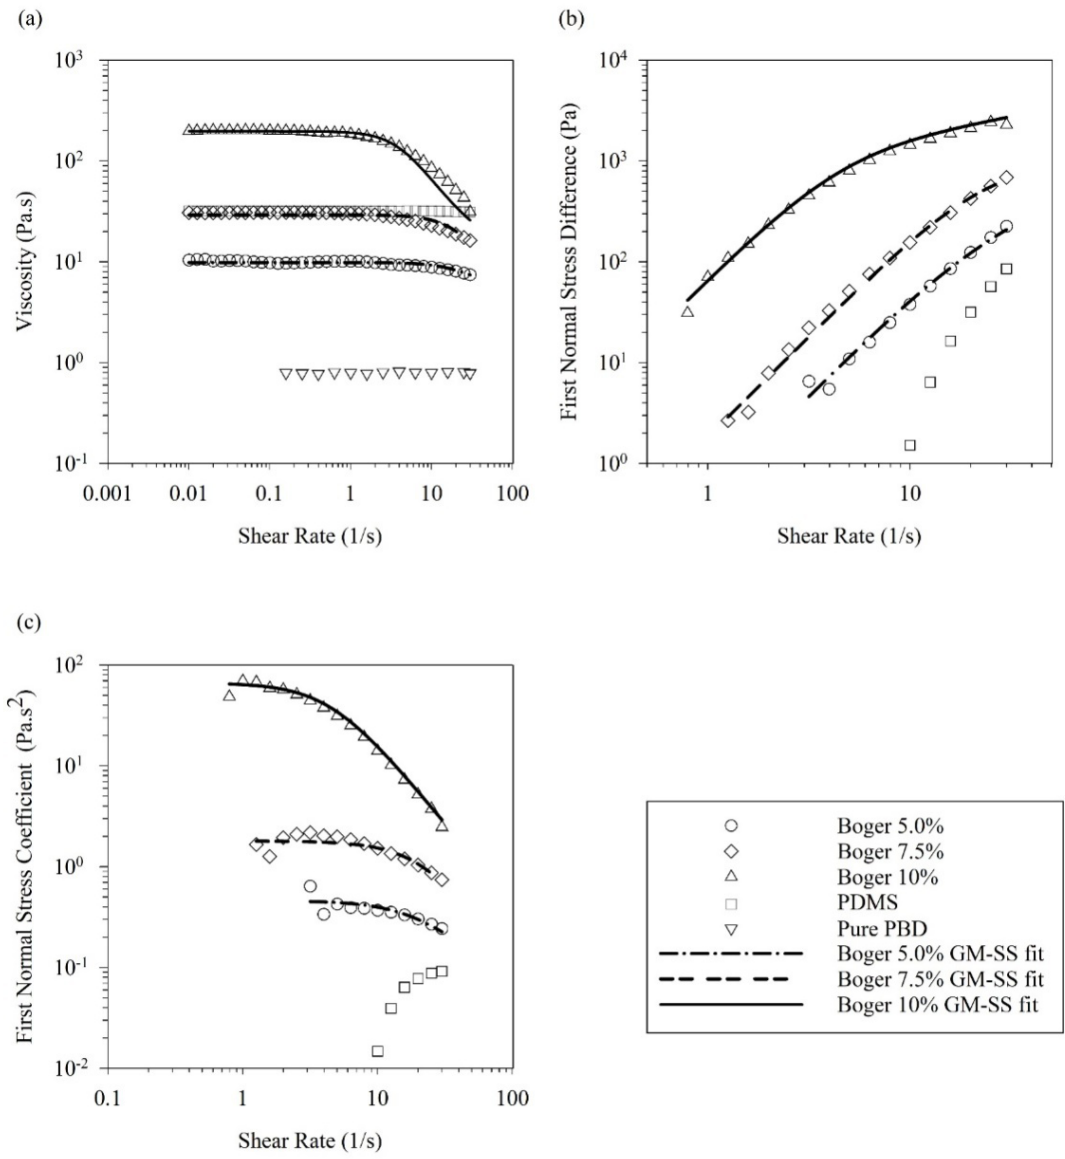 (a)
10³
10²
10¹
10⁰
10⁻¹
Viscosity (Pa.s)
0.001 0.01 0.1 1 10 100
Shear Rate (1/s)
(b)
10⁴
10³
10²
10¹
10⁰
First Normal Stress Difference (Pa)
1 10
Shear Rate (1/s)
(c)
10²
10¹
10⁰
10⁻¹
10⁻²
First Normal Stress Coefficient (Pa.s²)
0.1 1 10 100
Shear Rate (1/s)
Boger 5.0%
Boger 7.5%
Boger 10%
PDMS
Pure PBD
Boger 5.0% GM-SS fit
Boger 7.5% GM-SS fit
Boger 10% GM-SS fit